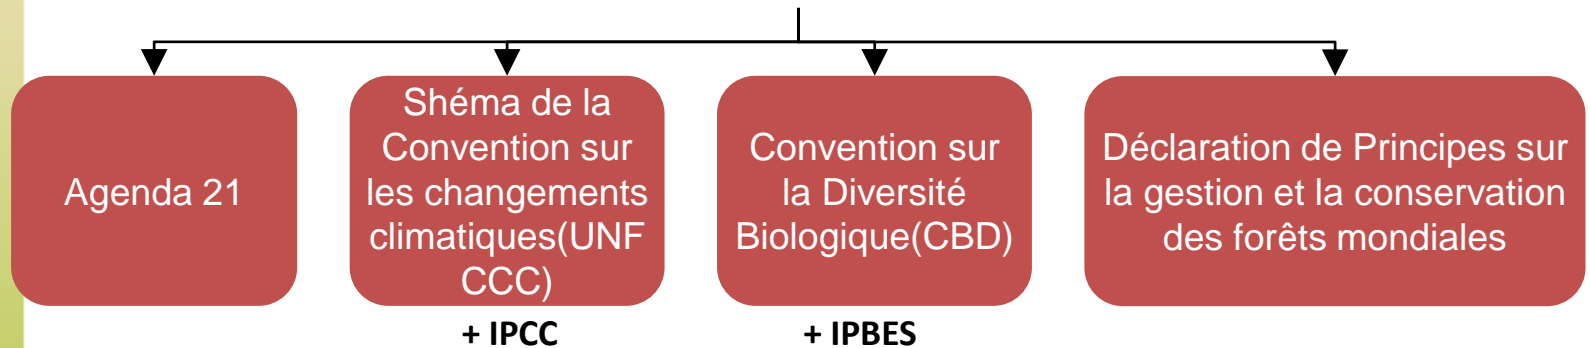 Agenda 21
Shéma de la
Convention sur
les changements
climatiques(UNF
CCC)
+ IPCC
Convention sur
la Diversité
Biologique(CBD)
+ IPBES
Déclaration de Principes sur
la gestion et la conservation
des forêts mondiales